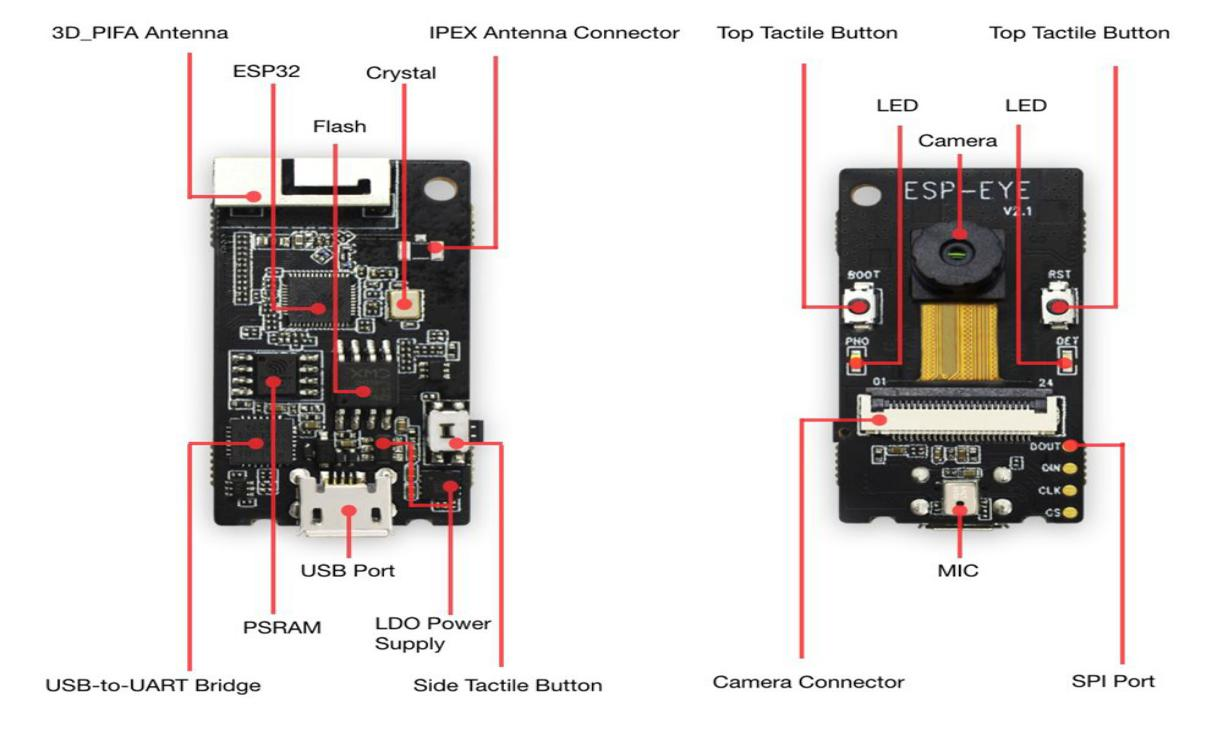 3D_PIFA Antenna
IPEX Antenna Connector
Top Tactile Button
Top Tactile Button
ESP32
Crystal
LED
LED
Flash
Camera
ESP-EYE
V2.1
BOOT
RST
DET
01
24
DOUT
DIN
CLK
CS
USB Port
MIC
PSRAM
LDO Power
Supply
USB-to-UART Bridge
Side Tactile Button
Camera Connector
SPI Port